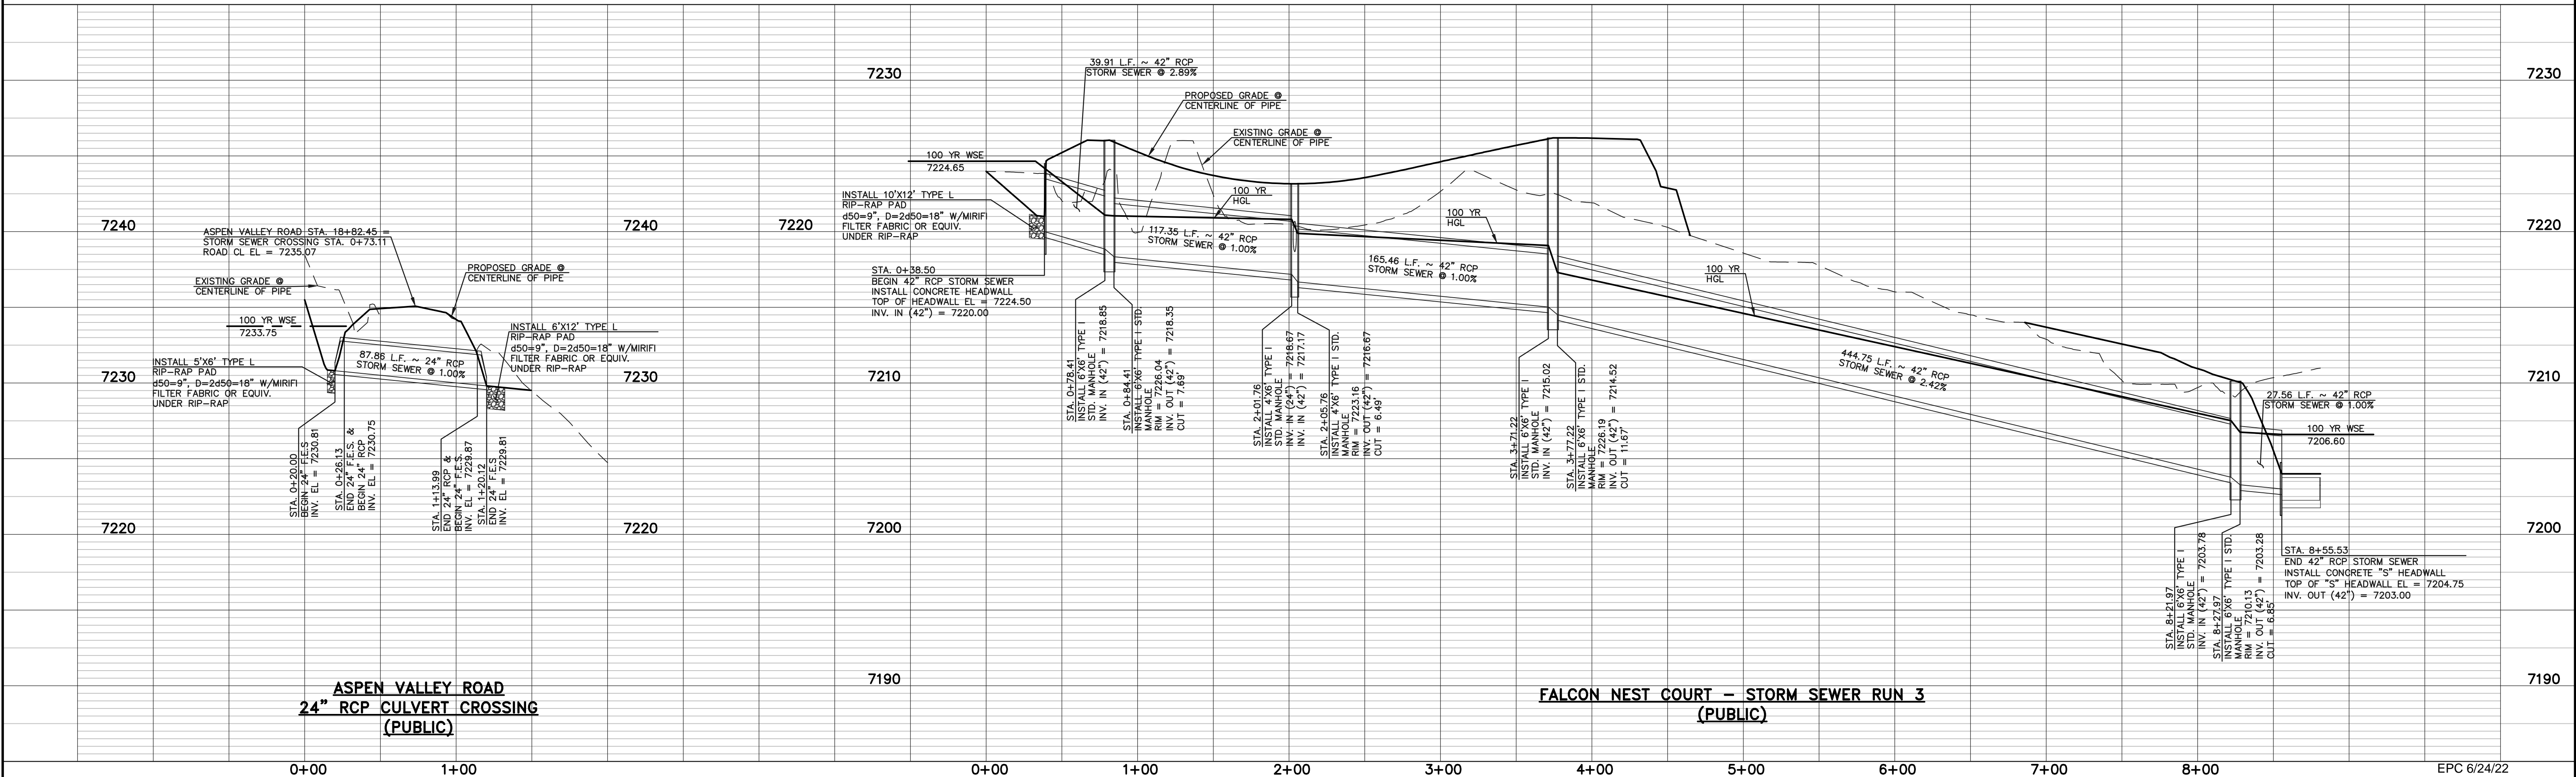 7240
7230
7220
7240
7230
7220
ASPEN VALLEY ROAD STA. 18+82.45 =
STORM SEWER CROSSING STA. 0+73.11
ROAD CL EL = 7235.07
EXISTING GRADE @
CENTERLINE OF PIPE
PROPOSED GRADE @
CENTERLINE OF PIPE
100 YR WSE
7233.75
INSTALL 5'X6' TYPE L
RIP-RAP PAD
d50=9", D=2d50=18" W/MIRIFI
FILTER FABRIC OR EQUIV.
UNDER RIP-RAP
87.86 L.F. ~ 24" RCP
STORM SEWER @ 1.00%
INSTALL 6'X12' TYPE L
RIP-RAP PAD
d50=9", D=2d50=18" W/MIRIFI
FILTER FABRIC OR EQUIV.
UNDER RIP-RAP
STA. 0+20.00
BEGIN 24" F.E.S
INV. EL = 7230.81
STA. 0+26.13
END 24" F.E.S. &
BEGIN 24" RCP
INV. EL = 7230.75
STA. 1+13.99
END 24" RCP &
BEGIN 24" F.E.S.
INV. EL = 7229.87
STA. 1+20.12
END 24" F.E.S
INV. EL = 7229.81
ASPEN VALLEY ROAD
24" RCP CULVERT CROSSING
(PUBLIC)
0+00
1+00
7230
7220
7210
7200
7190
39.91 L.F. ~ 42" RCP
STORM SEWER @ 2.89%
PROPOSED GRADE @
CENTERLINE OF PIPE
EXISTING GRADE @
CENTERLINE OF PIPE
100 YR WSE
7224.65
INSTALL 10'X12' TYPE L
RIP-RAP PAD
d50=9", D=2d50=18" W/MIRIFI
FILTER FABRIC OR EQUIV.
UNDER RIP-RAP
STA. 0+38.50
BEGIN 42" RCP STORM SEWER
INSTALL CONCRETE HEADWALL
TOP OF HEADWALL EL = 7224.50
INV. IN (42") = 7220.00
100 YR
HGL
117.35 L.F. ~ 42" RCP
STORM SEWER @ 1.00%
100 YR
HGL
165.46 L.F. ~ 42" RCP
STORM SEWER @ 1.00%
100 YR
HGL
444.75 L.F. ~ 42" RCP
STORM SEWER @ 2.42%
27.56 L.F. ~ 42" RCP
STORM SEWER @ 1.00%
100 YR WSE
7206.60
STA. 0+78.41
INSTALL 6'X6' TYPE I
STD. MANHOLE
INV. IN (42") = 7218.85
STA. 0+84.41
INSTALL 6'X6' TYPE I STD.
MANHOLE
RIM = 7226.04
INV. OUT (42") = 7218.35
CUT = 7.69'
STA. 2+01.76
INSTALL 4'X6' TYPE I
STD. MANHOLE
INV. IN (24") = 7218.67
INV. IN (42") = 7217.17
STA. 2+05.76
INSTALL 4'X6' TYPE I STD.
MANHOLE
RIM = 7223.16
INV. OUT (42") = 7216.67
CUT = 6.49'
STA. 3+71.22
INSTALL 6'X6' TYPE I
STD. MANHOLE
INV. IN (42") = 7215.02
STA. 3+77.22
INSTALL 6'X6' TYPE I STD.
MANHOLE
RIM = 7226.19
INV. OUT (42") = 7214.52
CUT = 11.67'
STA. 8+21.97
INSTALL 6'X6' TYPE I
STD. MANHOLE
INV. IN (42") = 7203.78
STA. 8+27.97
INSTALL 6'X6' TYPE I STD.
MANHOLE
RIM = 7210.13
INV. OUT (42") = 7203.28
CUT = 6.85'
STA. 8+55.53
END 42" RCP STORM SEWER
INSTALL CONCRETE "S" HEADWALL
TOP OF "S" HEADWALL EL = 7204.75
INV. OUT (42") = 7203.00
7230
7220
7210
7200
7190
FALCON NEST COURT – STORM SEWER RUN 3
(PUBLIC)
0+00
1+00
2+00
3+00
4+00
5+00
6+00
7+00
8+00
EPC 6/24/22